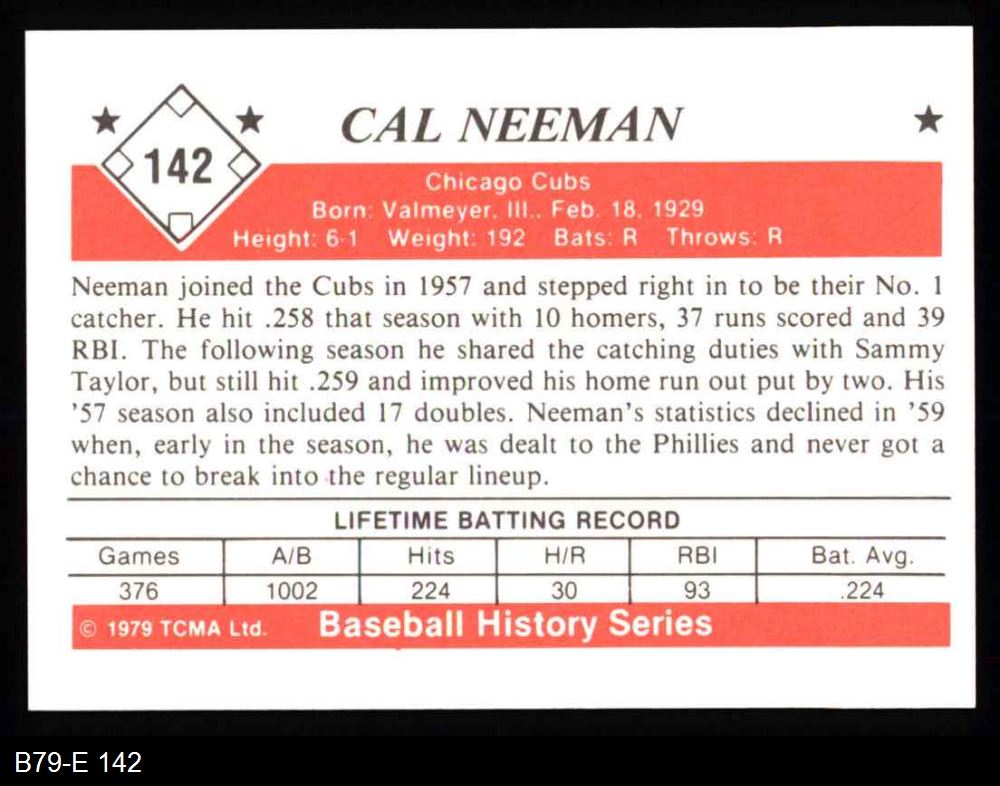 142
CAL NEEMAN
Chicago Cubs
Born: Valmeyer, Ill., Feb. 18, 1929
Height: 6-1 Weight: 192 Bats: R Throws: R
Neeman joined the Cubs in 1957 and stepped right in to be their No. 1
catcher. He hit .258 that season with 10 homers, 37 runs scored and 39
RBI. The following season he shared the catching duties with Sammy
Taylor, but still hit .259 and improved his home run out put by two. His
'57 season also included 17 doubles. Neeman's statistics declined in '59
when, early in the season, he was dealt to the Phillies and never got a
chance to break into the regular lineup.
LIFETIME BATTING RECORD
Games A/B Hits H/R RBI Bat. Avg.
376 1002 224 30 93 .224
© 1979 TCMA Ltd. Baseball History Series
B79-E 142